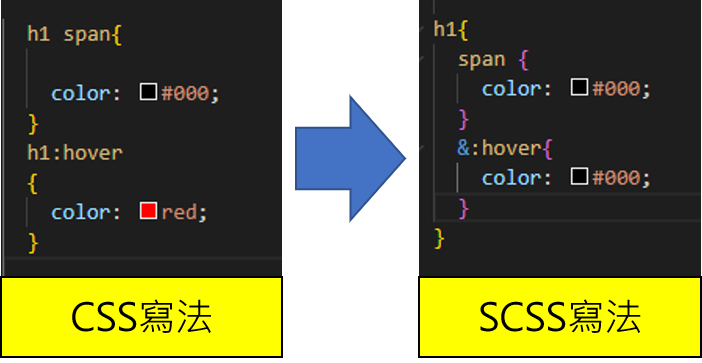 h1 span{
color: #000;
}
h1:hover
{
color: red;
}
CSS寫法
h1{
span {
color: #000;
}
&:hover{
color: #000;
}
}
SCSS寫法